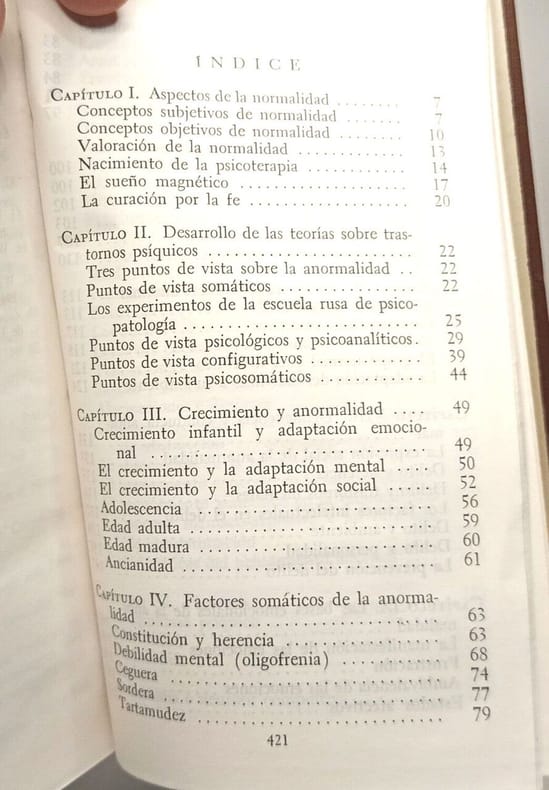 INDICE
CAPÍTULO I. Aspectos de la normalidad ........ 7
Conceptos subjetivos de normalidad ....... 7
Conceptos objetivos de normalidad ........ 10
Valoración de la normalidad ............. 13
Nacimiento de la psicoterapia ............ 14
El sueño magnético .................... 17
La curación por la fe ................... 20
CAPÍTULO II. Desarrollo de las teorías sobre tras-
tornos psíquicos ........................ 22
Tres puntos de vista sobre la anormalidad .. 22
Puntos de vista somáticos ................ 22
Los experimentos de la escuela rusa de psico-
patología ........................... 25
Puntos de vista psicológicos y psicoanalíticos. 29
Puntos de vista configurativos ............. 39
Puntos de vista psicosomáticos ............ 44
CAPÍTULO III. Crecimiento y anormalidad .... 49
Crecimiento infantil y adaptación emocio-
nal ............................... 49
El crecimiento y la adaptación mental .... 50
El crecimiento y la adaptación social ..... 52
Adolescencia ......................... 56
Edad adulta .......................... 59
Edad madura ......................... 60
Ancianidad ........................... 61
CAPÍTULO IV. Factores somáticos de la anorma-
lidad ................................ 63
Constitución y herencia ................. 63
Debilidad mental (oligofrenia) ........... 68
Ceguera ............................. 74
Sordera .............................. 77
Tartamudez .......................... 79
421